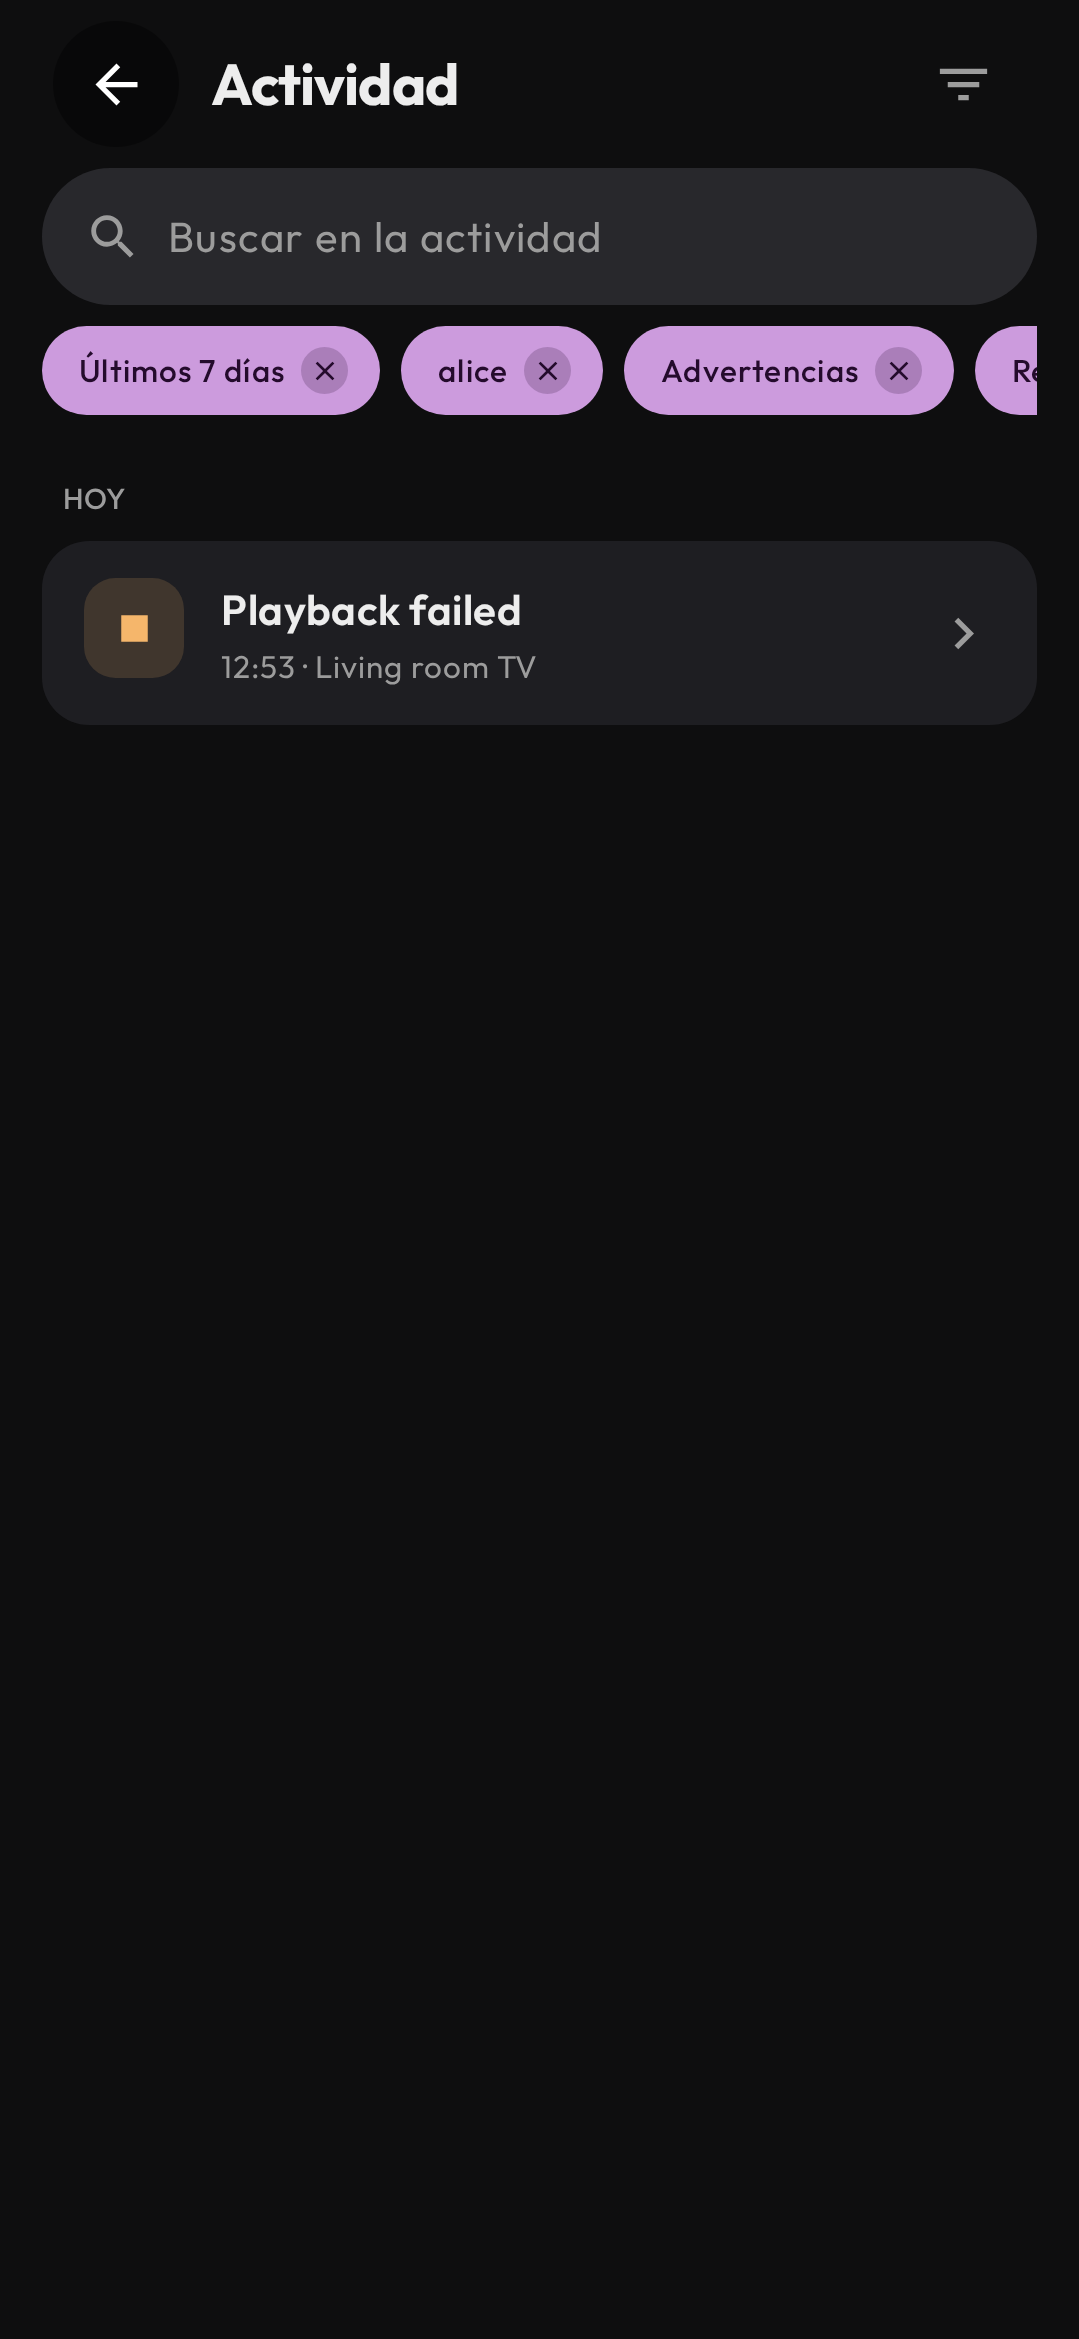 Actividad
Buscar en la actividad
Últimos 7 días
alice
Advertencias
HOY
Playback failed
12:53 · Living room TV